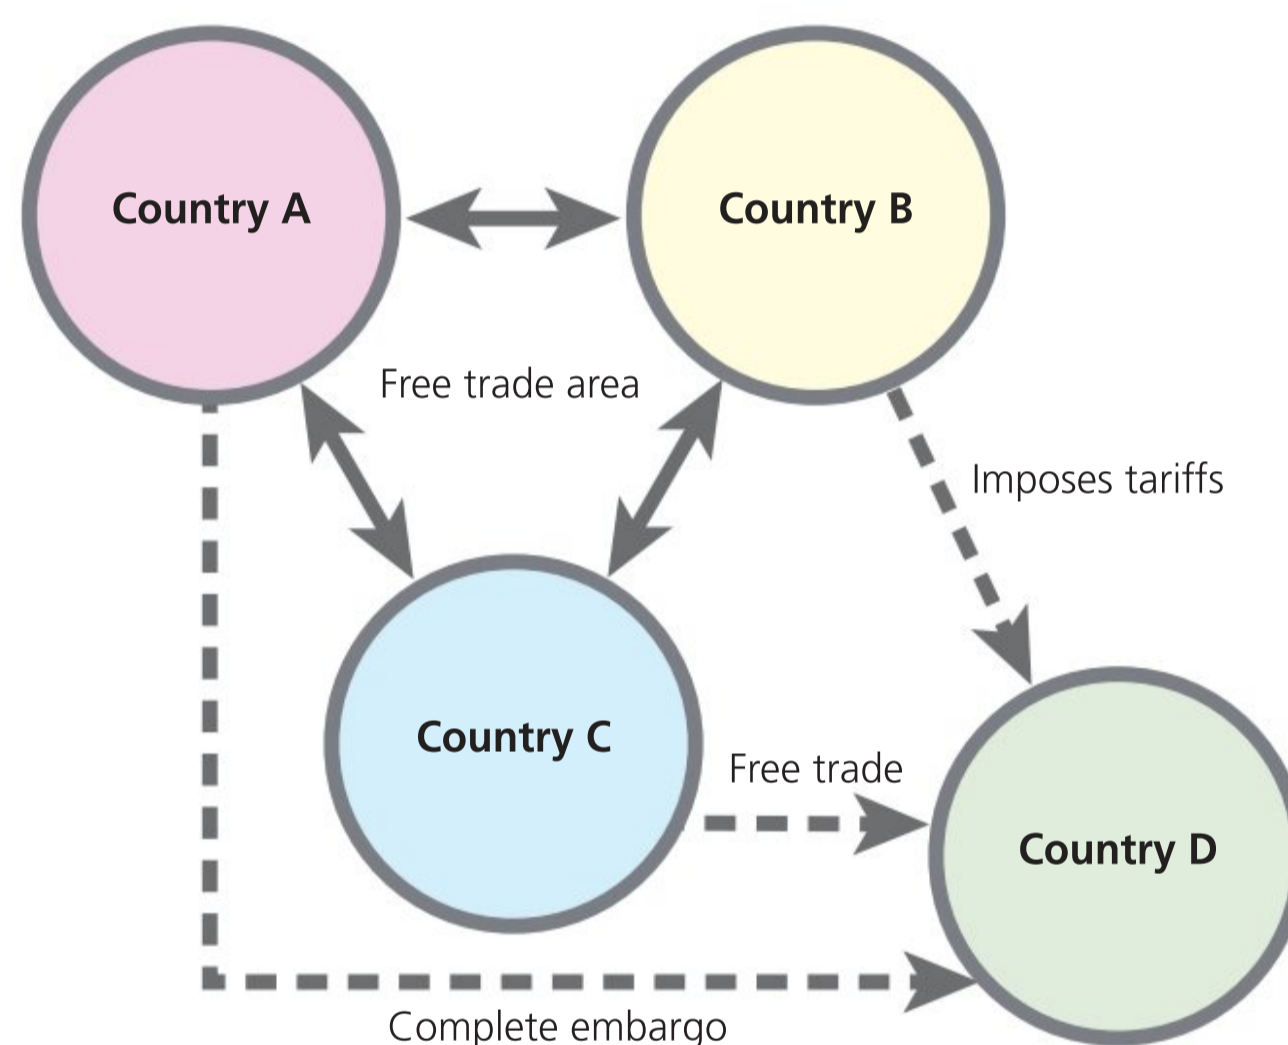 Country A
Country B
Free trade area
Imposes tariffs
Country C
Free trade
Country D
Complete embargo